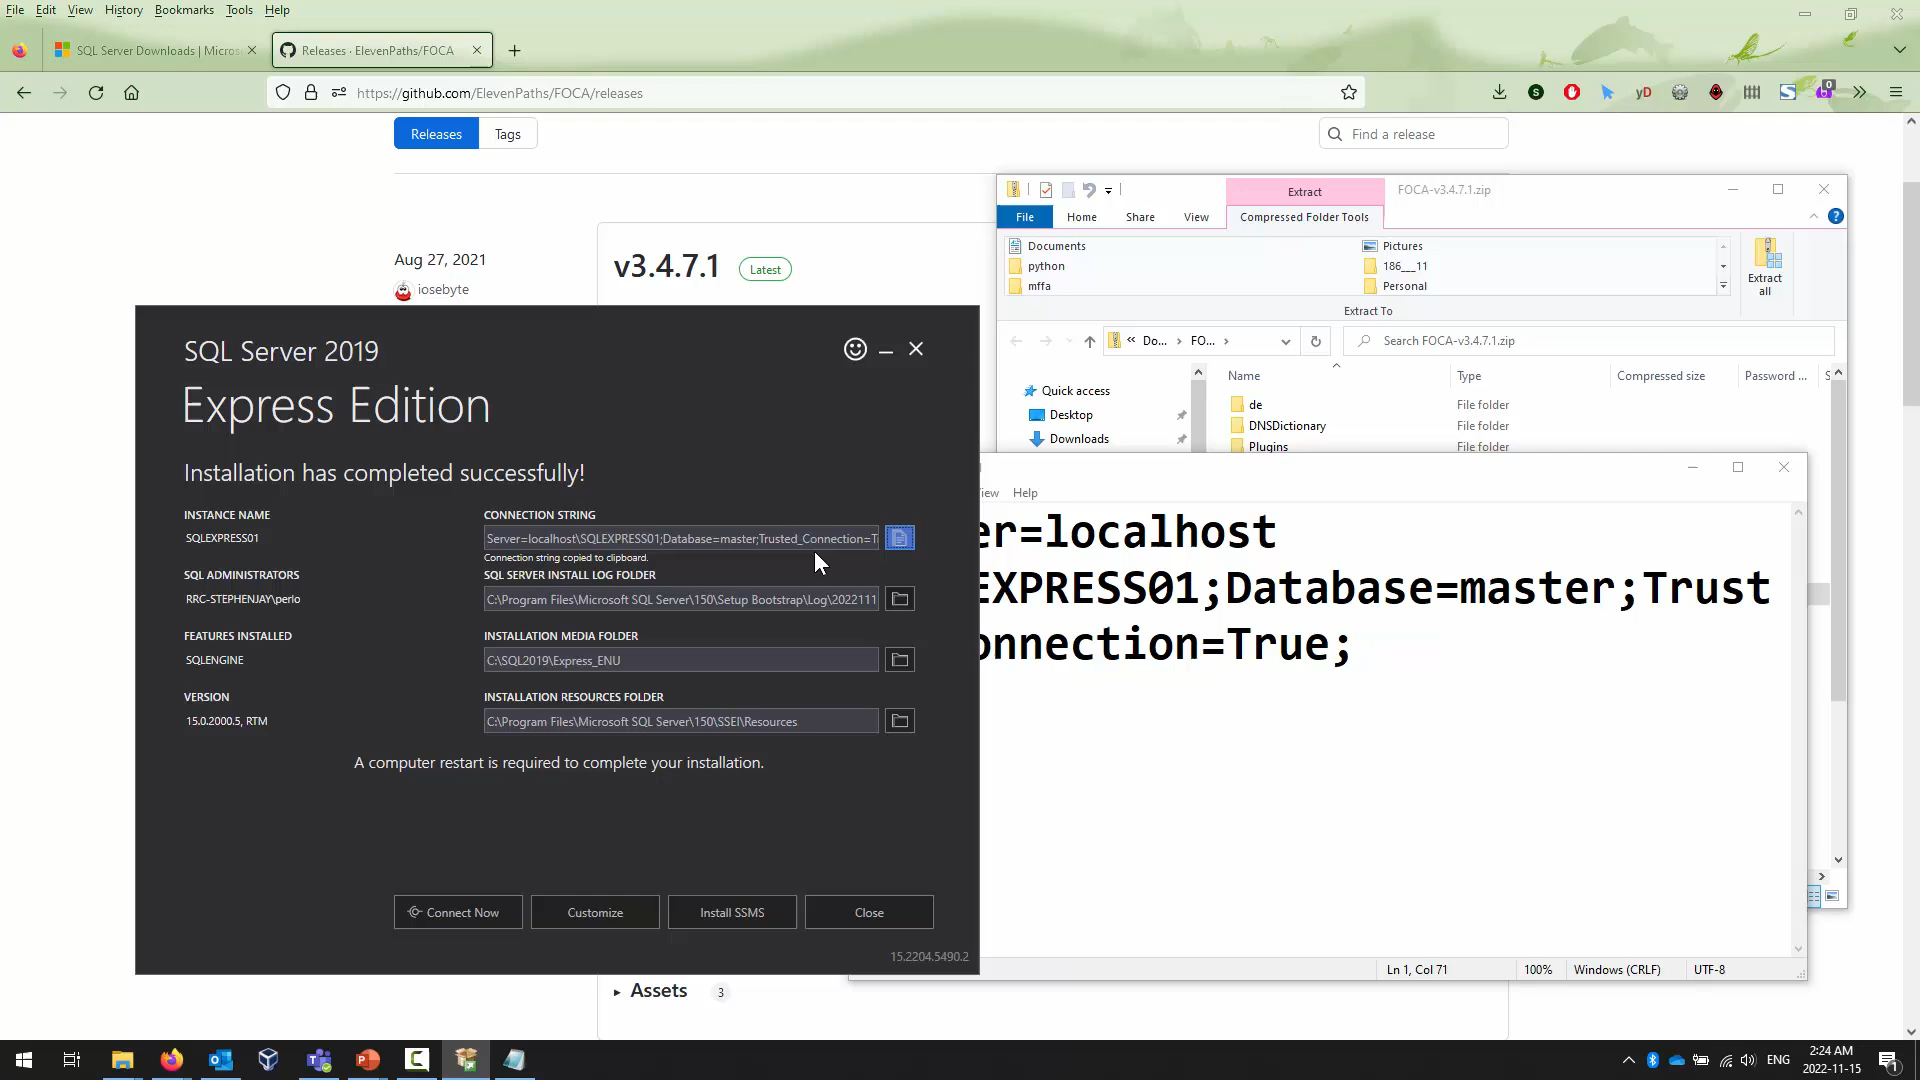 File Edit View History Bookmarks Tools Help
SQL Server Downloads | Micros
Releases · ElevenPaths/FOCA
https://github.com/ElevenPaths/FOCA/releases
S
yD
0
Releases Tags
Find a release
Aug 27, 2021
iosebyte
v3.4.7.1 Latest
Assets 3
Extract FOCA-v3.4.7.1.zip
File Home Share View Compressed Folder Tools
Documents Pictures
python 186___11
mffa Personal
Extract
all
Extract To
« Do... › FO... ›
Search FOCA-v3.4.7.1.zip
Quick access
Desktop
Downloads
Name Type Compressed size Password ... S
de File folder
DNSDictionary File folder
Plugins File folder
iew Help
er=localhost
EXPRESS01;Database=master;Trust
onnection=True;
Ln 1, Col 71 100% Windows (CRLF) UTF-8
SQL Server 2019
Express Edition
Installation has completed successfully!
INSTANCE NAME
SQLEXPRESS01
SQL ADMINISTRATORS
RRC-STEPHENJAY\perlo
FEATURES INSTALLED
SQLENGINE
VERSION
15.0.2000.5, RTM
CONNECTION STRING
Server=localhost\SQLEXPRESS01;Database=master;Trusted_Connection=T
Connection string copied to clipboard.
SQL SERVER INSTALL LOG FOLDER
C:\Program Files\Microsoft SQL Server\150\Setup Bootstrap\Log\2022111
INSTALLATION MEDIA FOLDER
C:\SQL2019\Express_ENU
INSTALLATION RESOURCES FOLDER
C:\Program Files\Microsoft SQL Server\150\SSEI\Resources
A computer restart is required to complete your installation.
Connect Now Customize Install SSMS Close
15.2204.5490.2
ENG
2:24 AM
2022-11-15
1